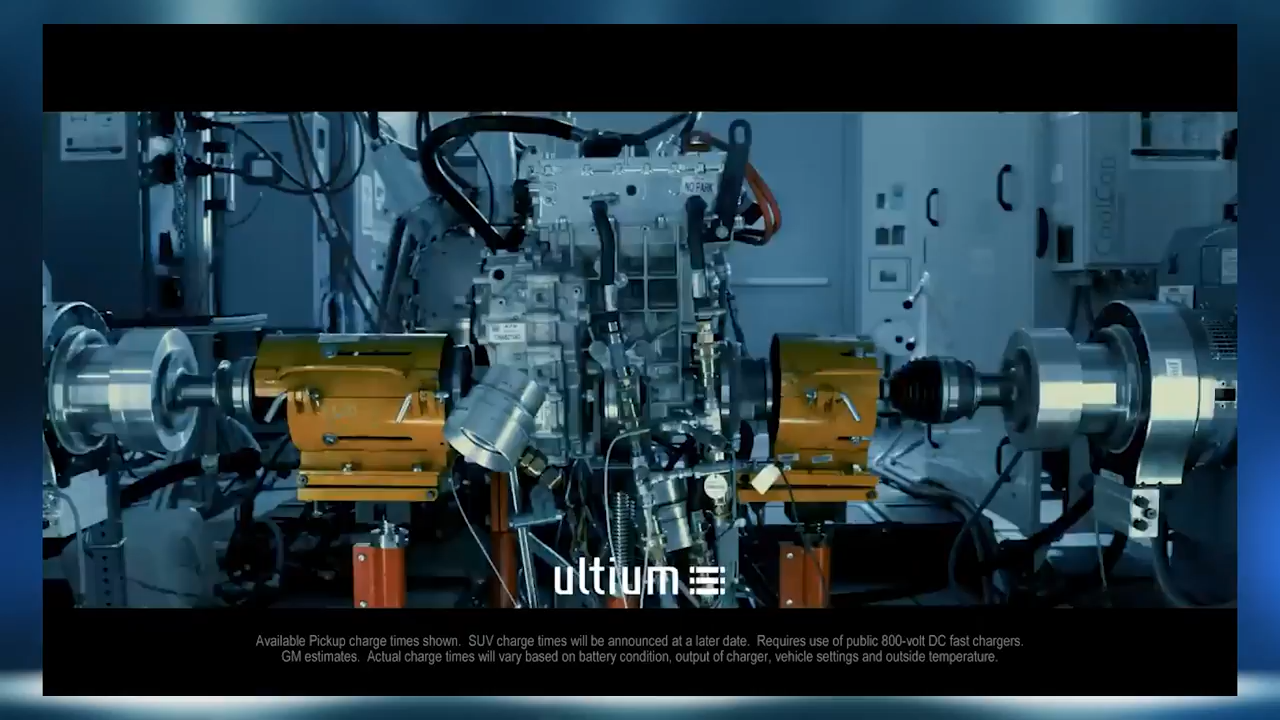 NO PARK
CoolCon
ultium
Available Pickup charge times shown. SUV charge times will be announced at a later date. Requires use of public 800-volt DC fast chargers.
GM estimates. Actual charge times will vary based on battery condition, output of charger, vehicle settings and outside temperature.